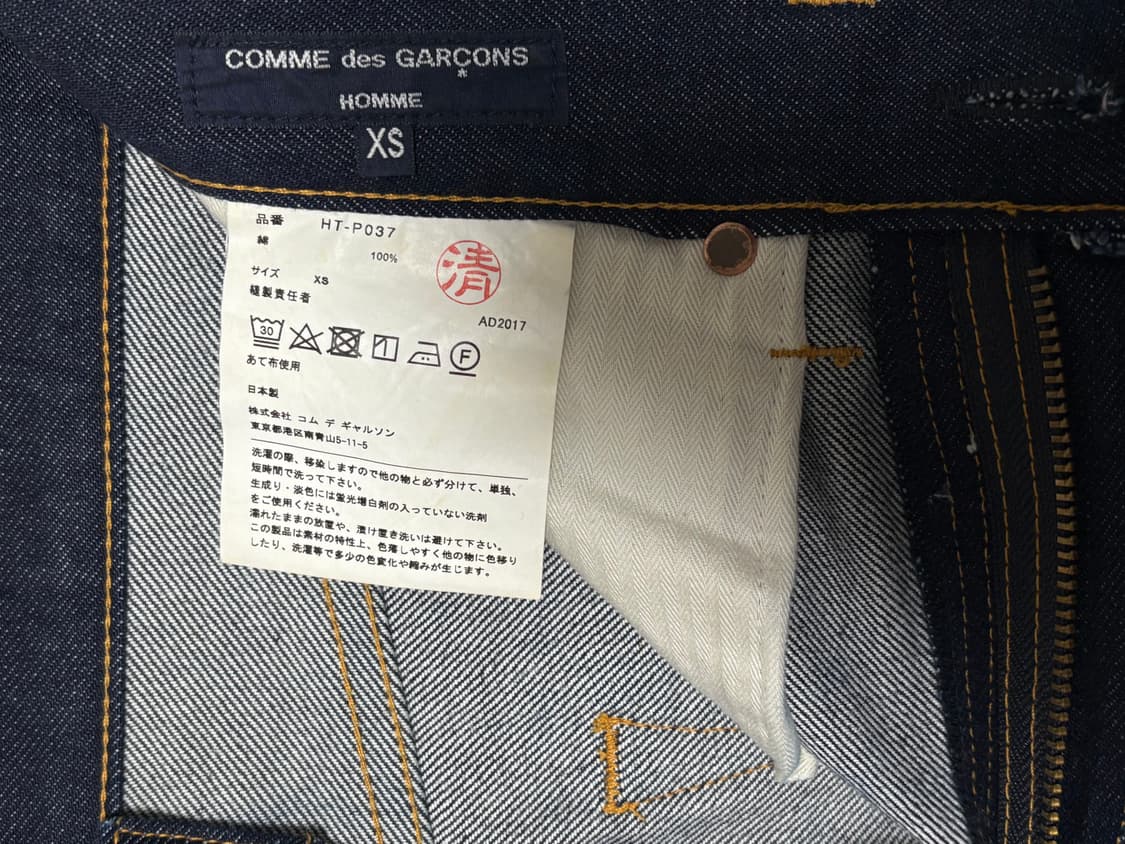 COMME des GARÇONS
*
HOMME
XS
品番 HT-P037
綿
100%
清
サイズ XS
縫製責任者
AD2017
30
F
あて布使用
日本製
株式会社 コム デ ギャルソン
東京都港区南青山5-11-5
洗濯の際、移染しますので他の物と必ず分けて、単独、
短時間で洗って下さい。
生成り・淡色には蛍光増白剤の入っていない洗剤
をご使用ください。
濡れたままの放置や、漬け置き洗いは避けて下さい。
この製品は素材の特性上、色落しやすく他の物に色移り
したり、洗濯等で多少の色変化や縮みが生じます。